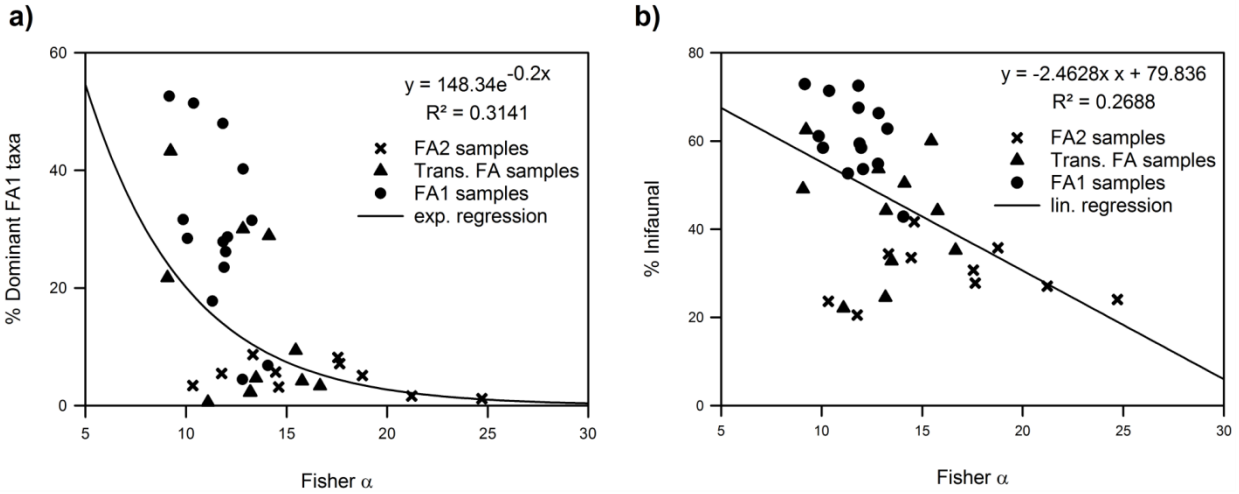 a)
60
40
20
0
% Dominant FA1 taxa
y = 148.34e-0.2x
R² = 0.3141
FA2 samples
Trans. FA samples
FA1 samples
exp. regression
5 10 15 20 25 30
Fisher α
b)
80
60
40
20
0
% Inifaunal
y = -2.4628x x + 79.836
R² = 0.2688
FA2 samples
Trans. FA samples
FA1 samples
lin. regression
5 10 15 20 25 30
Fisher α